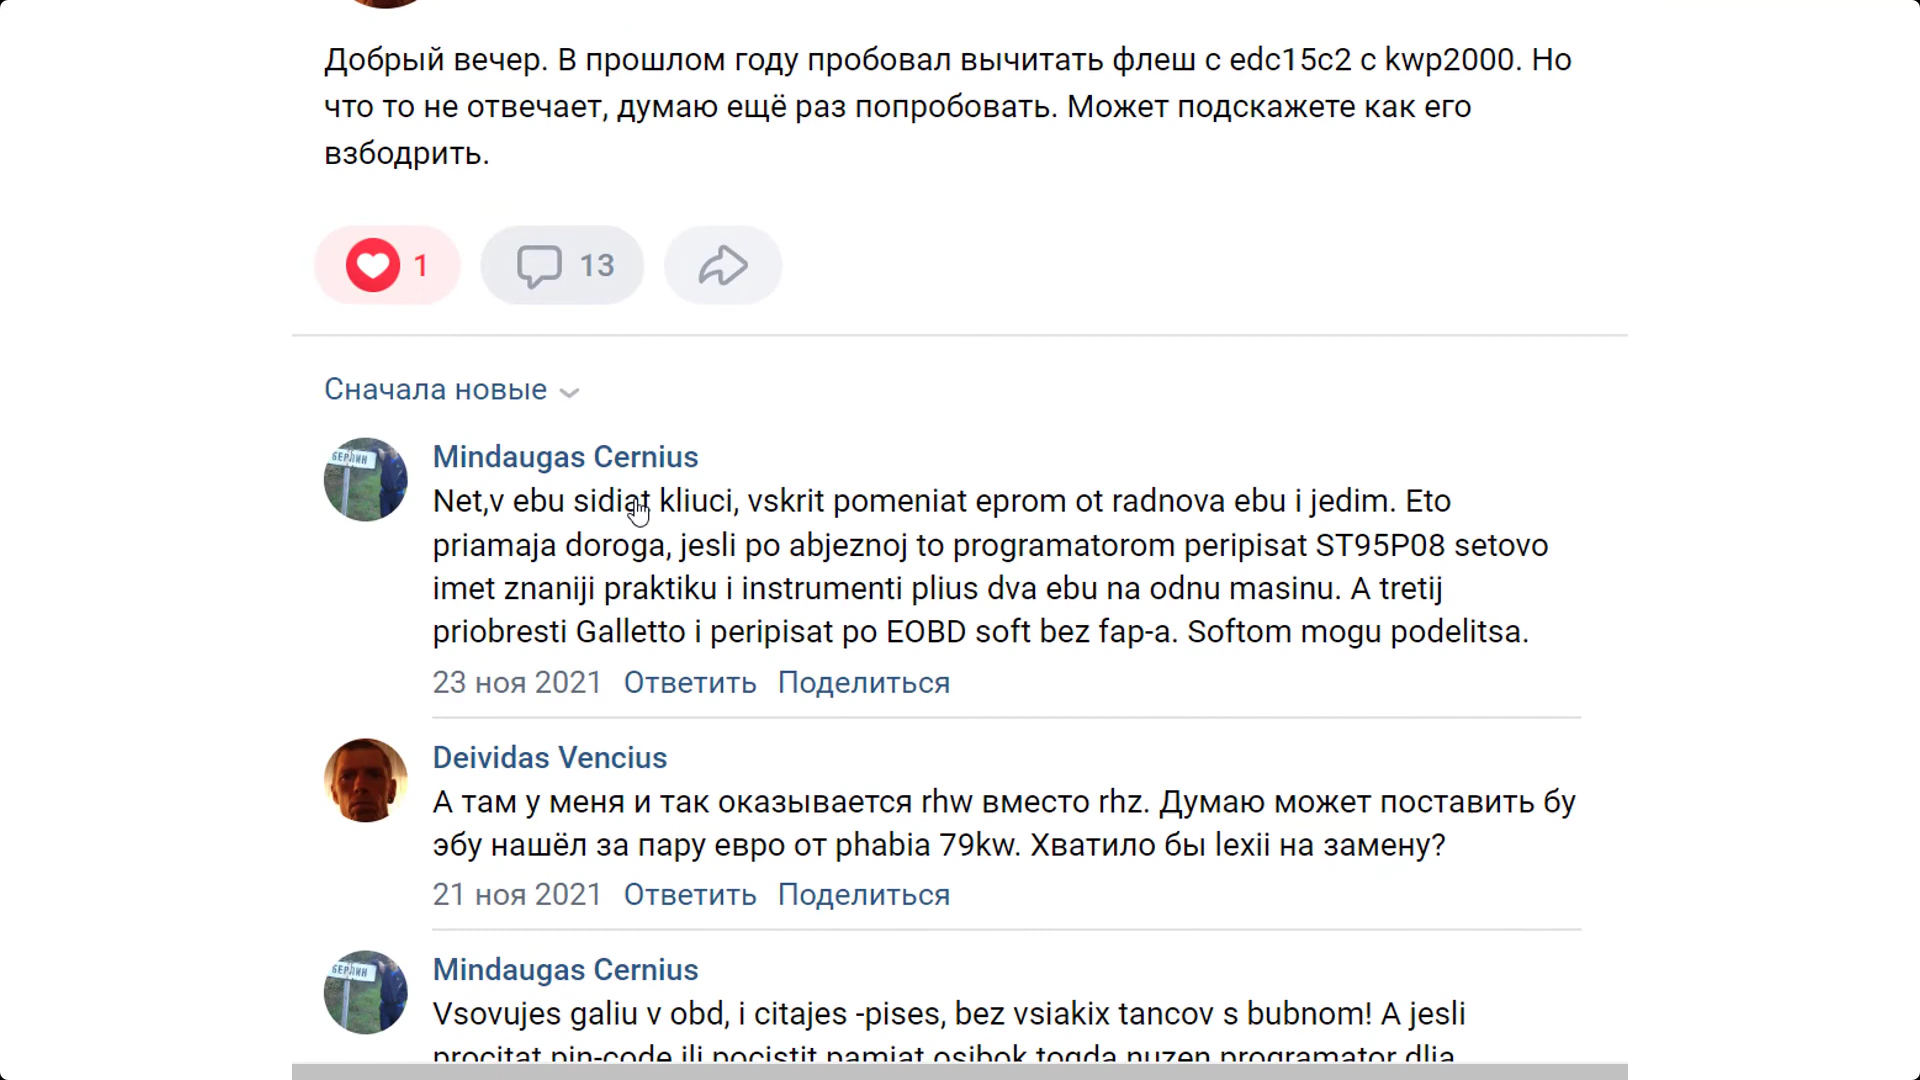 Добрый вечер. В прошлом году пробовал вычитать флеш с edc15c2 с kwp2000. Но
что то не отвечает, думаю ещё раз попробовать. Может подскажете как его
взбодрить.
1
13
Сначала новые
БЕРЛИН
Mindaugas Cernius
Net,v ebu sidiat kliuci, vskrit pomeniat eprom ot radnova ebu i jedim. Eto
priamaja doroga, jesli po abjeznoj to programatorom peripisat ST95P08 setovo
imet znaniji praktiku i instrumenti plius dva ebu na odnu masinu. A tretij
priobresti Galletto i peripisat po EOBD soft bez fap-a. Softom mogu podelitsa.
23 ноя 2021 Ответить Поделиться
Deividas Vencius
А там у меня и так оказывается rhw вместо rhz. Думаю может поставить бу
эбу нашёл за пару евро от phabia 79kw. Хватило бы lexii на замену?
21 ноя 2021 Ответить Поделиться
БЕРЛИН
Mindaugas Cernius
Vsovujes galiu v obd, i citajes -pises, bez vsiakix tancov s bubnom! A jesli
procitat pin-code ili pocistit pamiat osibok togda nuzen programator dlia